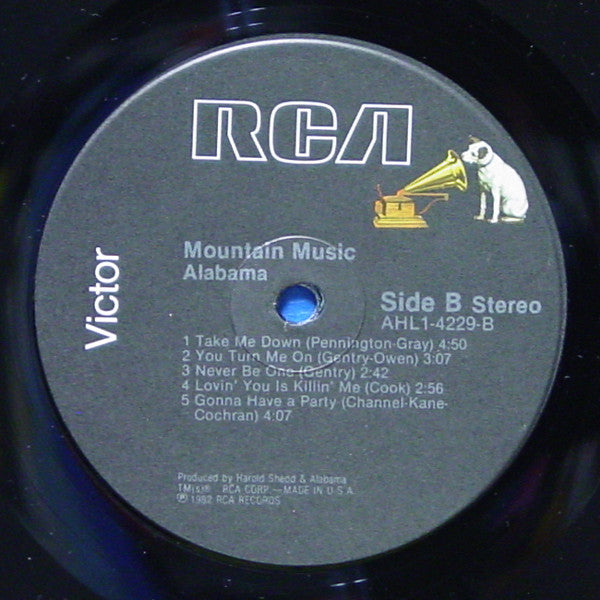 RCA
Victor
Mountain Music
Alabama
Side B Stereo
AHL1-4229-B
1 Take Me Down (Pennington-Gray) 4:50
2 You Turn Me On (Gentry-Owen) 3:07
3 Never Be One (Gentry) 2:42
4 Lovin' You Is Killin' Me (Cook) 2:56
5 Gonna Have a Party (Channel-Kane-
Cochran) 4:07
Produced by Harold Shedd & Alabama
TM(s)® RCA CORP.—MADE IN U.S.A.
℗ 1982 RCA RECORDS